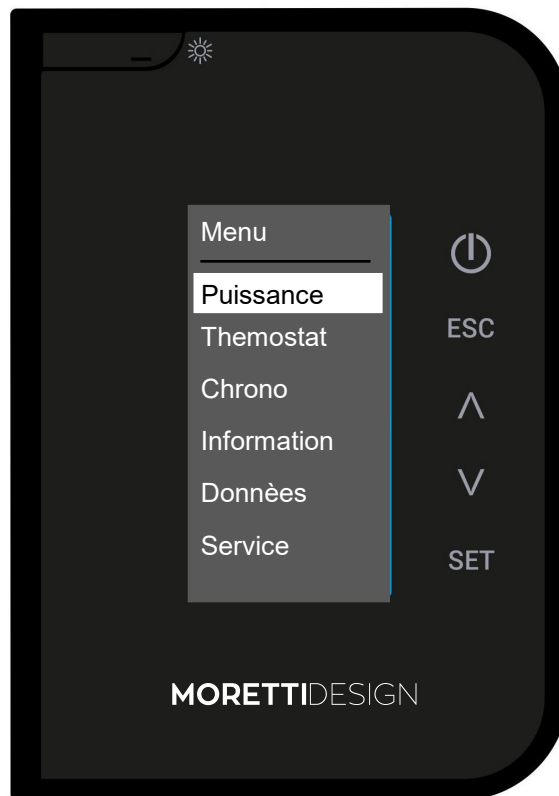 Menu
Puissance
Themostat
Chrono
Information
Donnèes
Service
ESC
SET
MORETTIDESIGN